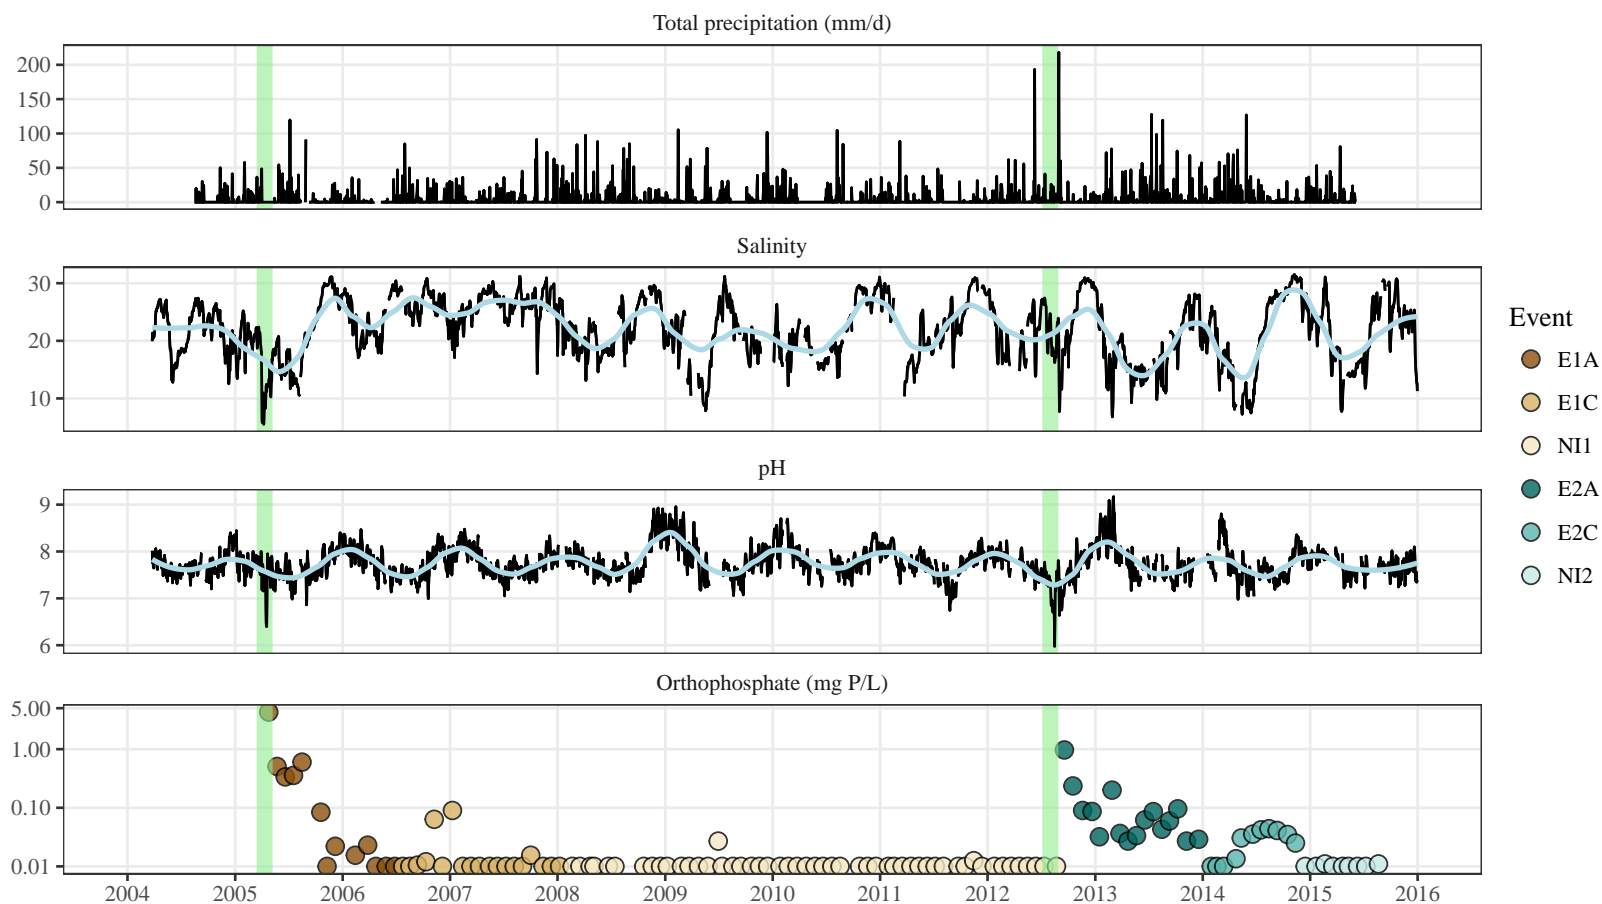 Total precipitation (mm/d)
200
150
100
50
0
Salinity
30
20
10
pH
9
8
7
6
Orthophosphate (mg P/L)
5.00
1.00
0.10
0.01
2004 2005 2006 2007 2008 2009 2010 2011 2012 2013 2014 2015 2016
Event
E1A
E1C
NI1
E2A
E2C
NI2